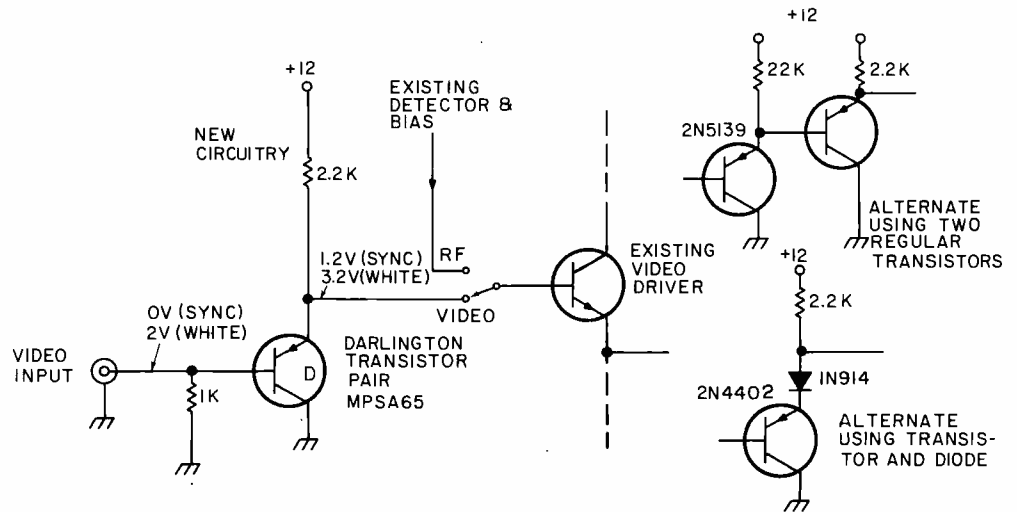 +12
EXISTING
DETECTOR &
BIAS
NEW
CIRCUITRY
2.2K
1.2V (SYNC)
3.2V (WHITE)
RF
VIDEO
EXISTING
VIDEO
DRIVER
0V (SYNC)
2V (WHITE)
VIDEO
INPUT
1K
D
DARLINGTON
TRANSISTOR
PAIR
MPSA65
+12
22K
2.2K
2N5139
ALTERNATE
USING TWO
REGULAR
TRANSISTORS
+12
2.2K
1N914
2N4402
ALTERNATE
USING TRANSIS-
TOR AND DIODE